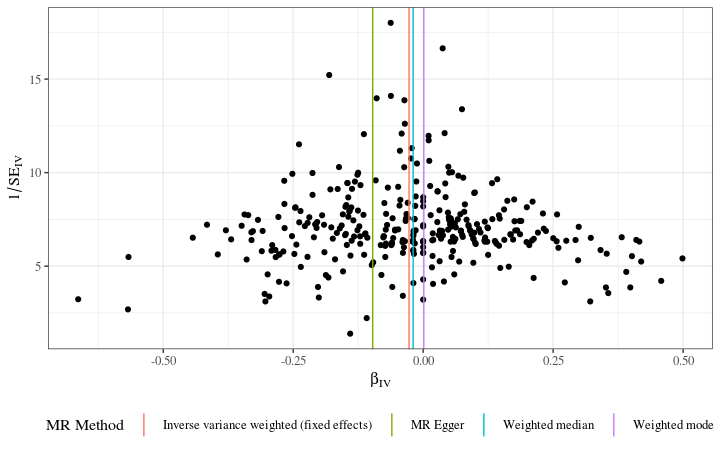 15
10
5
1/SE_IV
-0.50
-0.25
0.00
0.25
0.50
β_IV
MR Method
Inverse variance weighted (fixed effects)
MR Egger
Weighted median
Weighted mode